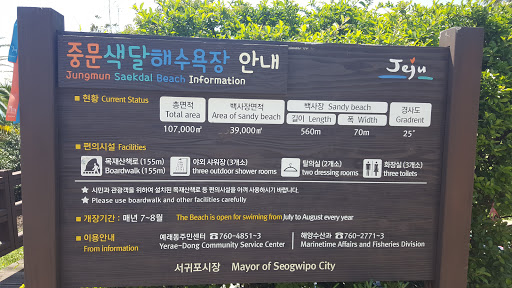 중문색달해수욕장 안내
Jungmun Saekdal Beach Information
Jeju
■ 현황 Current Status
총면적 Total area
백사장면적 Area of sandy beach
백사장 Sandy beach
길이 Length
폭 Width
경사도 Gradrent
107,000㎡
39,000㎡
560m
70m
25˚
■ 편의시설 Facilities
목재산책로 (155m)
Boardwalk (155m)
야외 샤워장 (3개소)
three outdoor shower rooms
탈의실 (2개소)
two dressing rooms
화장실 (3개소)
three toilets
★ 시민과 관광객을 위하여 설치된 목재산책로 등 편의시설을 아껴 사용하시기 바랍니다.
★ Please use boardwalk and other facilities carefully
■ 개장기간 : 매년 7~8월 The Beach is open for swimming from July to August every year
■ 이용안내
From information
예래동주민센터 ☎760-4851~3
Yerae-Dong Community Service Center
해양수산과 ☎760-2771~3
Marinetime Affairs and Fisheries Division
서귀포시장 Mayor of Seogwipo City